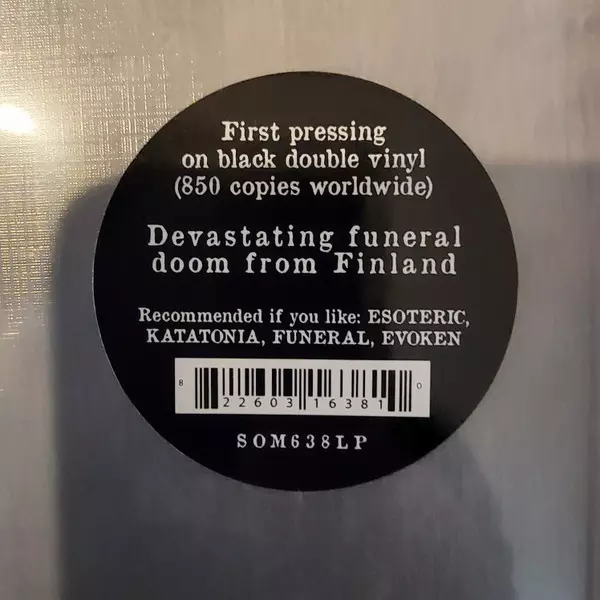 First pressing
on black double vinyl
(850 copies worldwide)
Devastating funeral
doom from Finland
Recommended if you like: ESOTERIC,
KATATONIA, FUNERAL, EVOKEN
8 22603 16381 0
SOM638LP